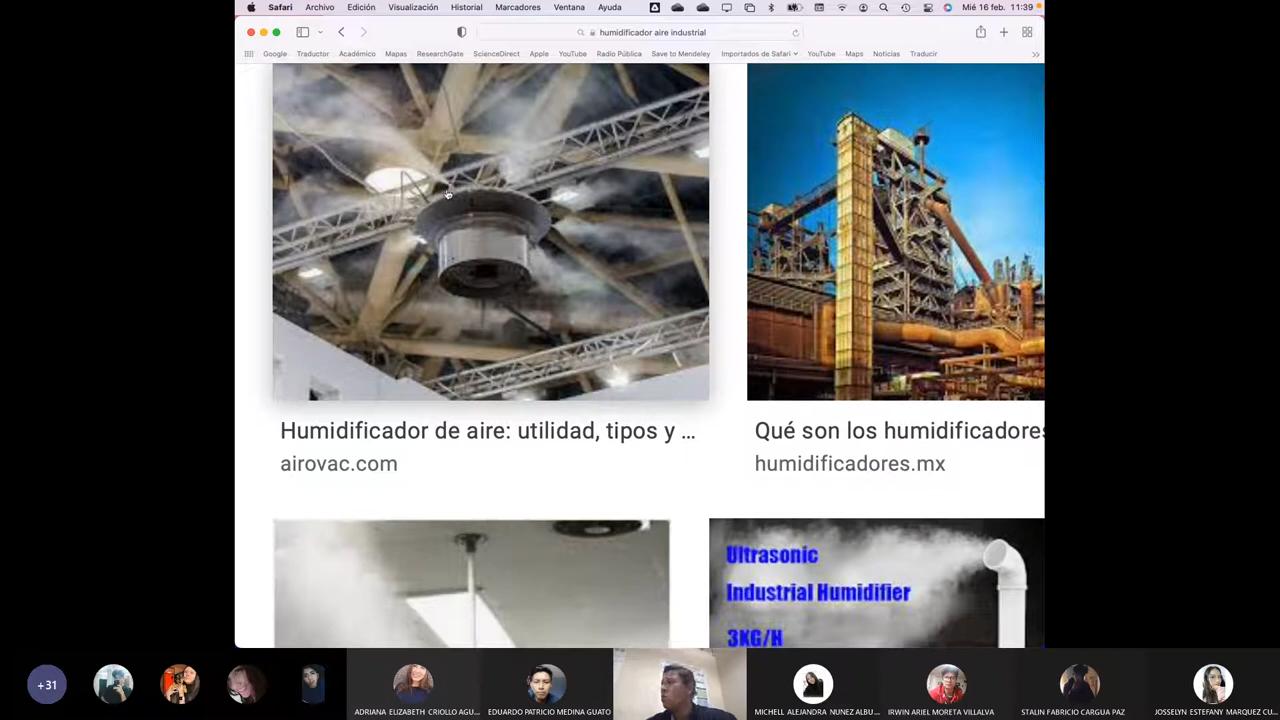 Safari Archivo Edición Visualización Historial Marcadores Ventana Ayuda Mié 16 feb. 11:39
humidificador aire industrial
Google Traductor Académico Mapas ResearchGate ScienceDirect Apple YouTube Radio Pública Save to Mendeley Importados de Safari YouTube Maps Noticias Traducir
Humidificador de aire: utilidad, tipos y ...
airovac.com
Qué son los humidificadores
humidificadores.mx
Ultrasonic
Industrial Humidifier
3KG/H
+31
ADRIANA ELIZABETH CRIOLLO AGU...
EDUARDO PATRICIO MEDINA GUATO
MICHELL ALEJANDRA NUNEZ ALBU...
IRWIN ARIEL MORETA VILLALVA
STALIN FABRICIO CARGUA PAZ
JOSSELYN ESTEFANY MARQUEZ CU...